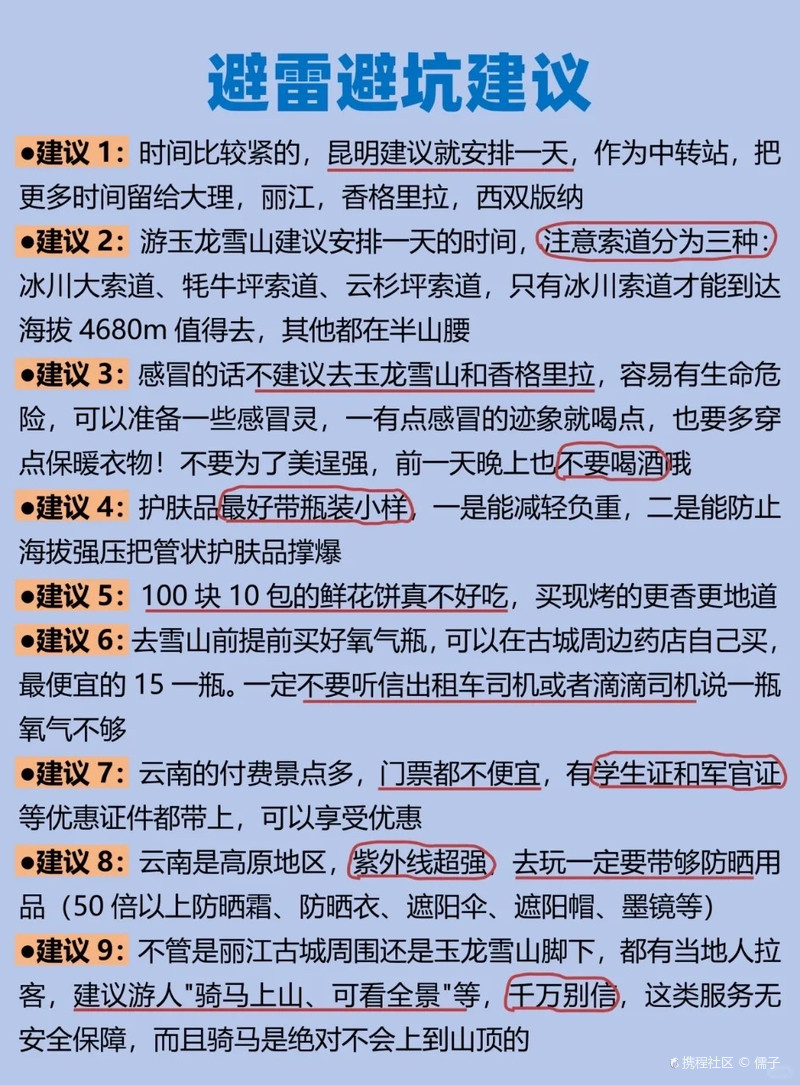 避雷避坑建议
●建议 1：时间比较紧的，昆明建议就安排一天，作为中转站，把
更多时间留给大理，丽江，香格里拉，西双版纳
●建议 2：游玉龙雪山建议安排一天的时间，注意索道分为三种：
冰川大索道、牦牛坪索道、云杉坪索道，只有冰川索道才能到达
海拔 4680m 值得去，其他都在半山腰
●建议 3：感冒的话不建议去玉龙雪山和香格里拉，容易有生命危
险，可以准备一些感冒灵，一有点感冒的迹象就喝点，也要多穿
点保暖衣物！不要为了美逞强，前一天晚上也不要喝酒哦
●建议 4：护肤品最好带瓶装小样，一是能减轻负重，二是能防止
海拔强压把管状护肤品撑爆
●建议 5：100 块 10 包的鲜花饼真不好吃，买现烤的更香更地道
●建议 6：去雪山前提前买好氧气瓶，可以在古城周边药店自己买，
最便宜的 15 一瓶。一定不要听信出租车司机或者滴滴司机说一瓶
氧气不够
●建议 7：云南的付费景点多，门票都不便宜，有学生证和军官证
等优惠证件都带上，可以享受优惠
●建议 8：云南是高原地区，紫外线超强，去玩一定要带够防晒用
品（50 倍以上防晒霜、防晒衣、遮阳伞、遮阳帽、墨镜等）
●建议 9：不管是丽江古城周围还是玉龙雪山脚下，都有当地人拉
客，建议游人"骑马上山、可看全景"等，千万别信，这类服务无
安全保障，而且骑马是绝对不会上到山顶的
携程社区 © 儒子